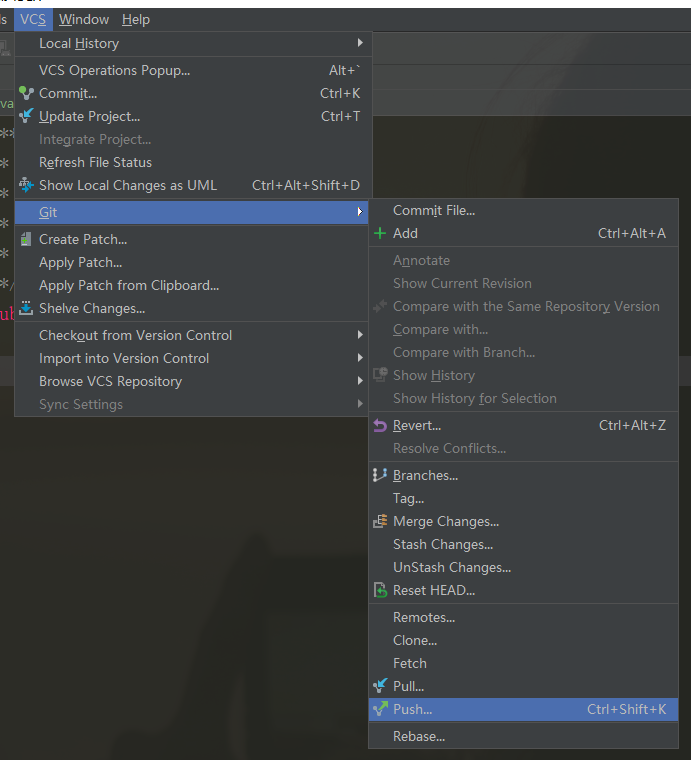 VCS Window Help
Local History
VCS Operations Popup... Alt+`
Commit... Ctrl+K
Update Project... Ctrl+T
Integrate Project...
Refresh File Status
Show Local Changes as UML Ctrl+Alt+Shift+D
Git
Create Patch...
Apply Patch...
Apply Patch from Clipboard...
Shelve Changes...
Checkout from Version Control
Import into Version Control
Browse VCS Repository
Sync Settings
Commit File...
Add Ctrl+Alt+A
Annotate
Show Current Revision
Compare with the Same Repository Version
Compare with...
Compare with Branch...
Show History
Show History for Selection
Revert... Ctrl+Alt+Z
Resolve Conflicts...
Branches...
Tag...
Merge Changes...
Stash Changes...
UnStash Changes...
Reset HEAD...
Remotes...
Clone...
Fetch
Pull...
Push... Ctrl+Shift+K
Rebase...